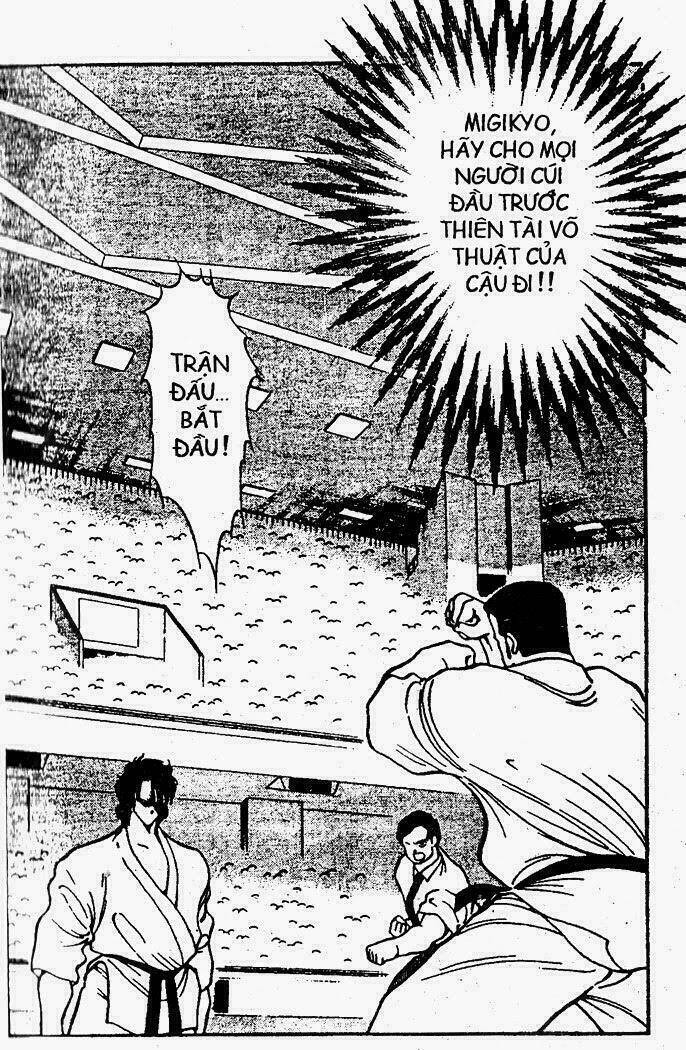 MIGIKYO,
HÃY CHO MỌI
NGƯỜI CÚI
ĐẦU TRƯỚC
THIÊN TÀI VÕ
THUẬT CỦA
CẬU ĐI!!
TRẬN
ĐẤU...
BẮT
ĐẦU!